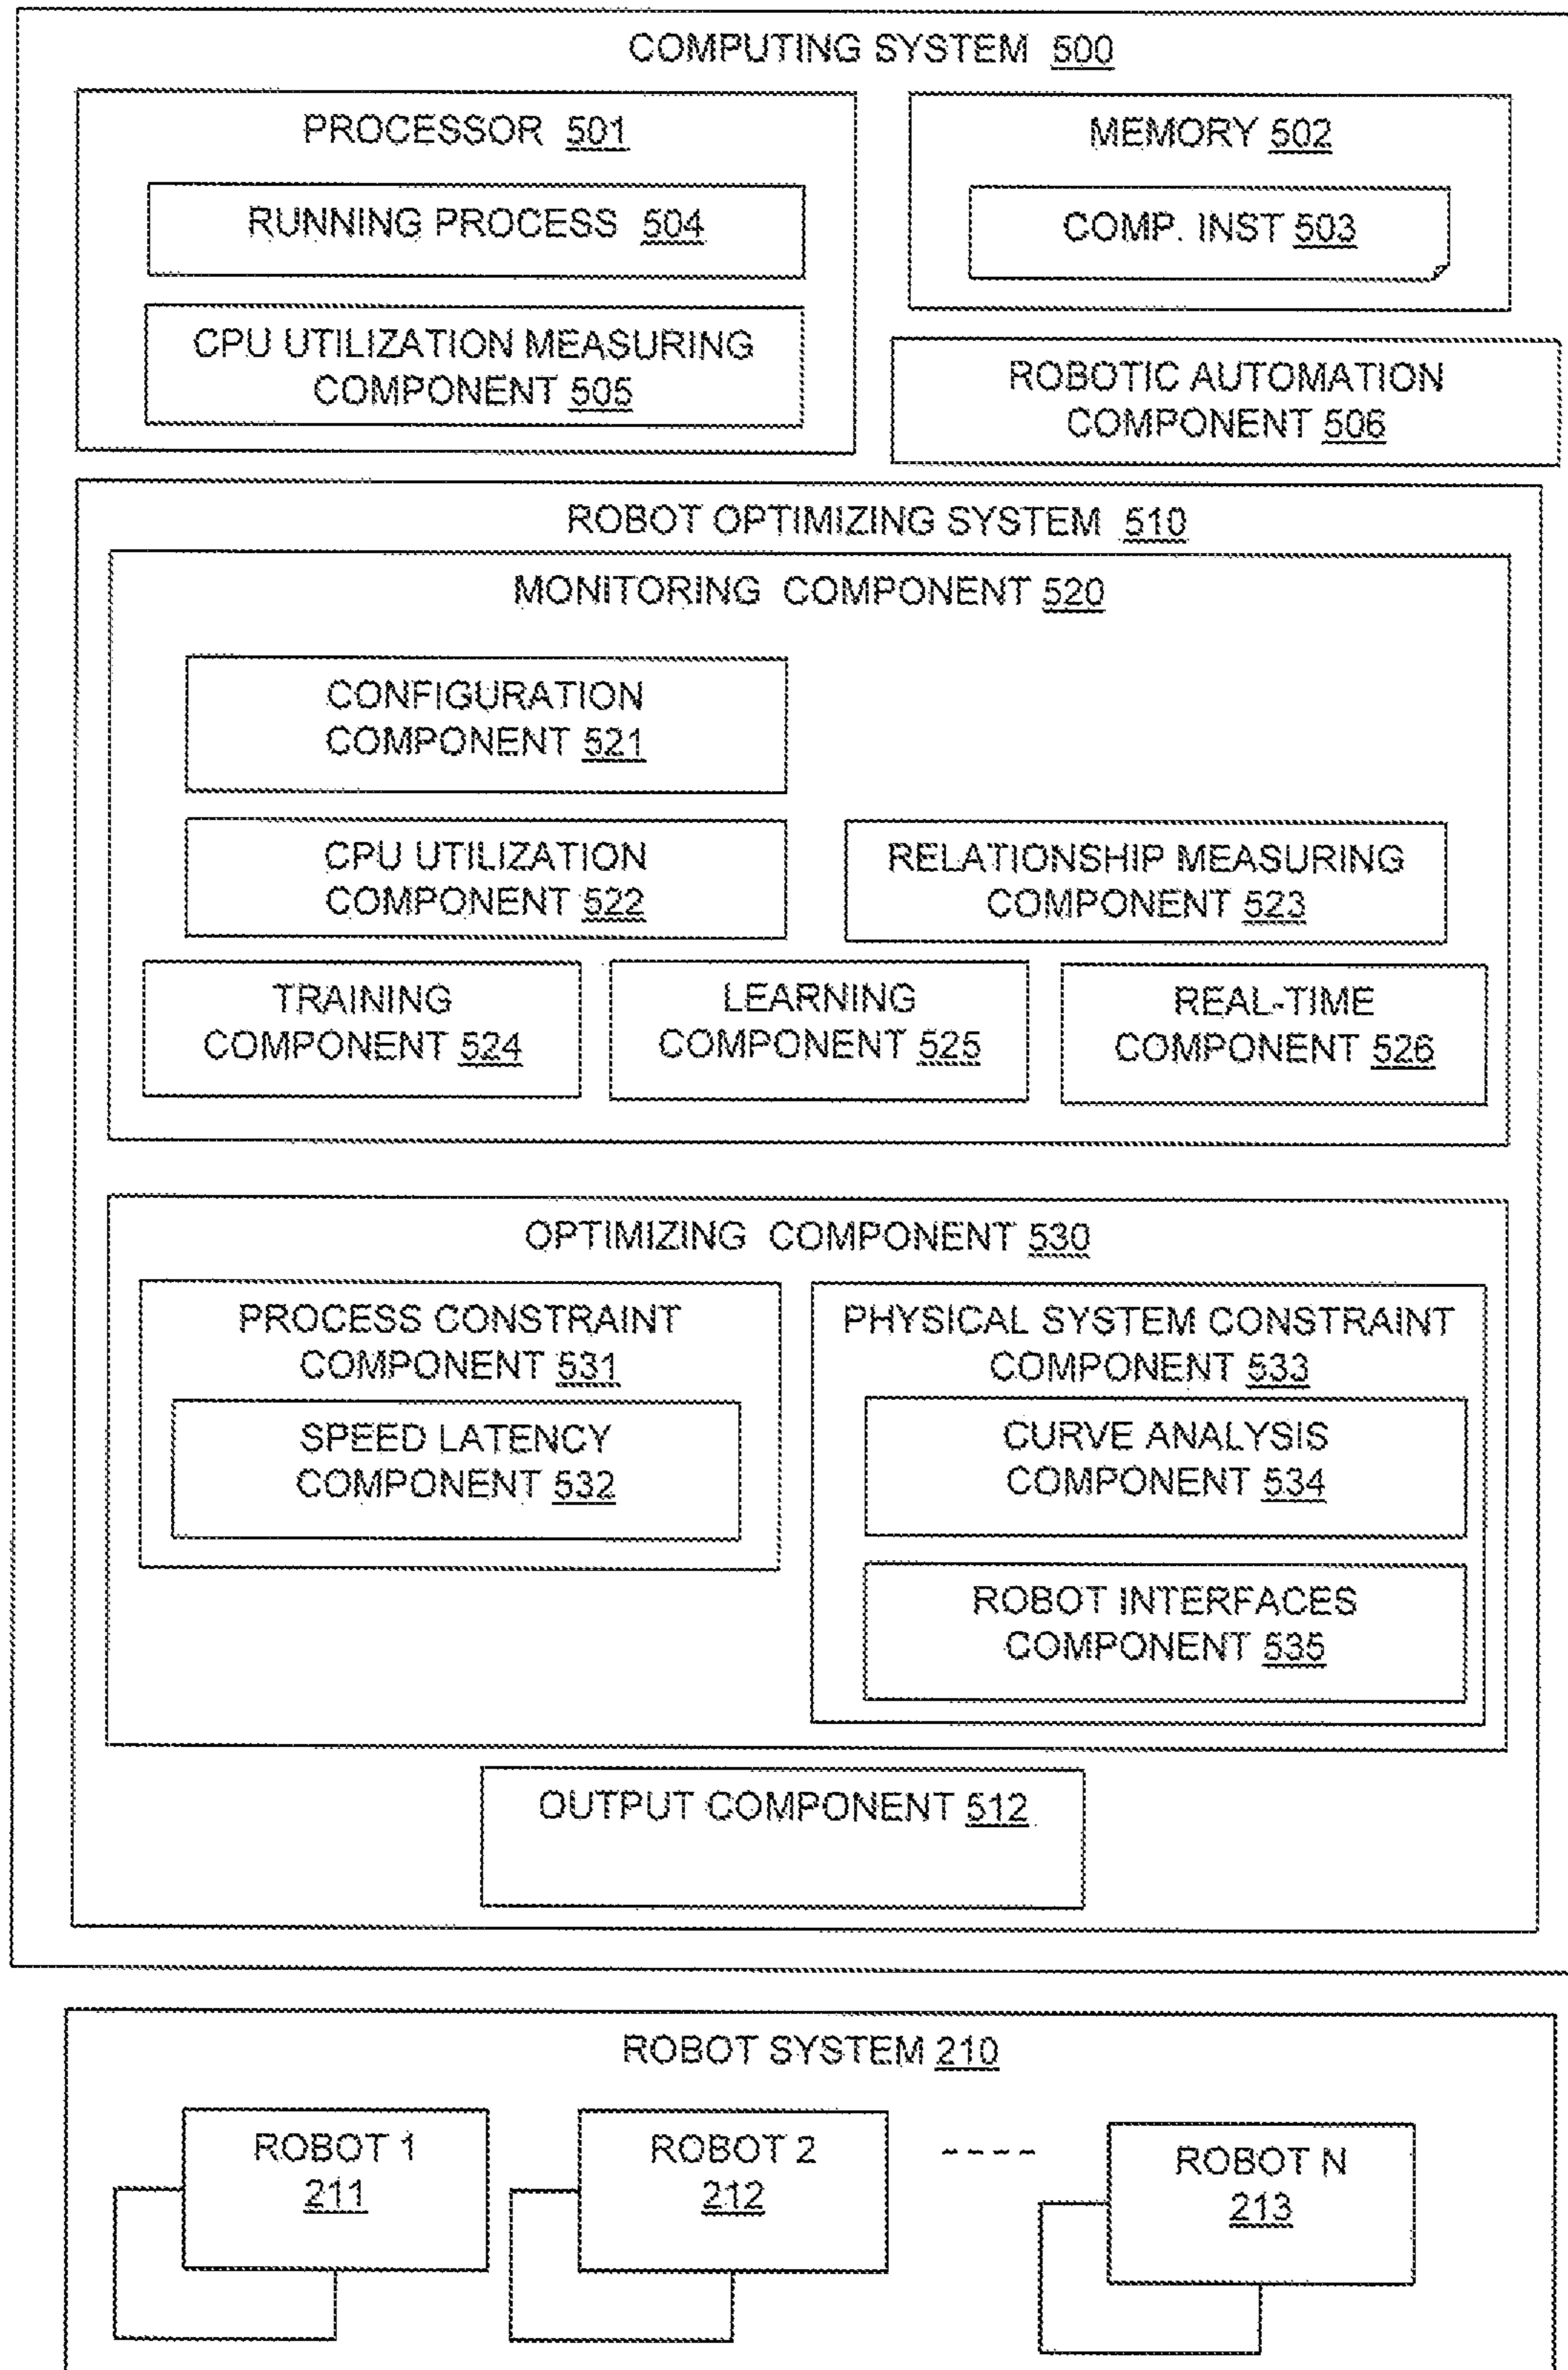 COMPUTING SYSTEM 500
PROCESSOR 501
RUNNING PROCESS 504
CPU UTILIZATION MEASURING
COMPONENT 505
MEMORY 502
COMP. INST 503
ROBOTIC AUTOMATION
COMPONENT 506
ROBOT OPTIMIZING SYSTEM 510
MONITORING COMPONENT 520
CONFIGURATION
COMPONENT 521
CPU UTILIZATION
COMPONENT 522
RELATIONSHIP MEASURING
COMPONENT 523
TRAINING
COMPONENT 524
LEARNING
COMPONENT 525
REAL-TIME
COMPONENT 526
OPTIMIZING COMPONENT 530
PROCESS CONSTRAINT
COMPONENT 531
SPEED LATENCY
COMPONENT 532
PHYSICAL SYSTEM CONSTRAINT
COMPONENT 533
CURVE ANALYSIS
COMPONENT 534
ROBOT INTERFACES
COMPONENT 535
OUTPUT COMPONENT 512
ROBOT SYSTEM 210
ROBOT 1
211
ROBOT 2
212
ROBOT N
213